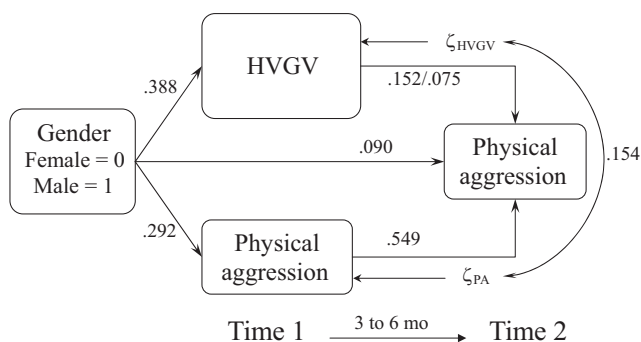 ζHVGV
HVGV
.388
.152/.075
Gender
Female = 0
Male = 1
.090
Physical
aggression
.154
.292
Physical
aggression
.549
ζPA
Time 1
3 to 6 mo
Time 2